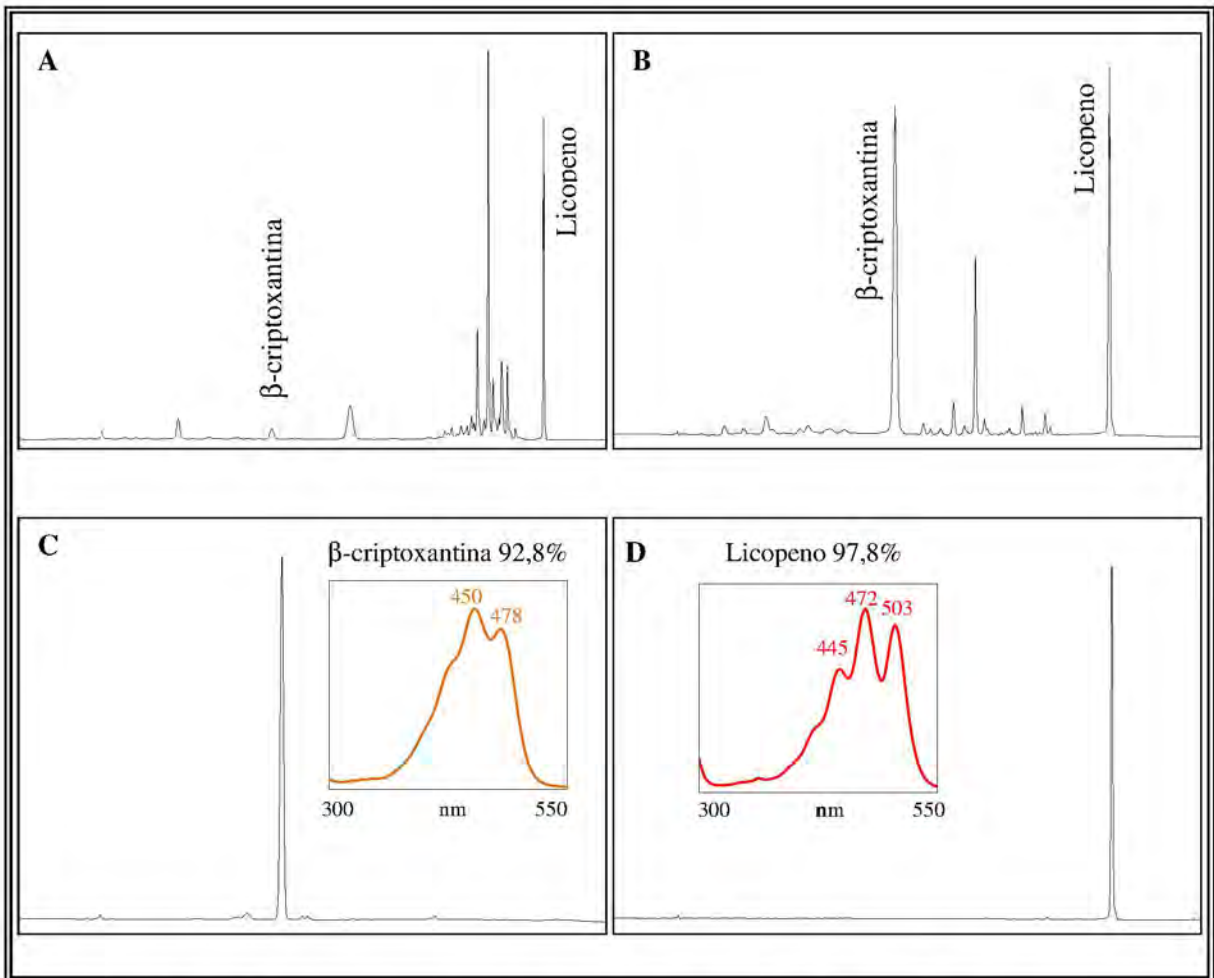 A
β-criptoxantina
Licopeno
B
β-criptoxantina
Licopeno
C
β-criptoxantina 92,8%
450
478
300
nm
550
D
Licopeno 97,8%
472
503
445
300
nm
550